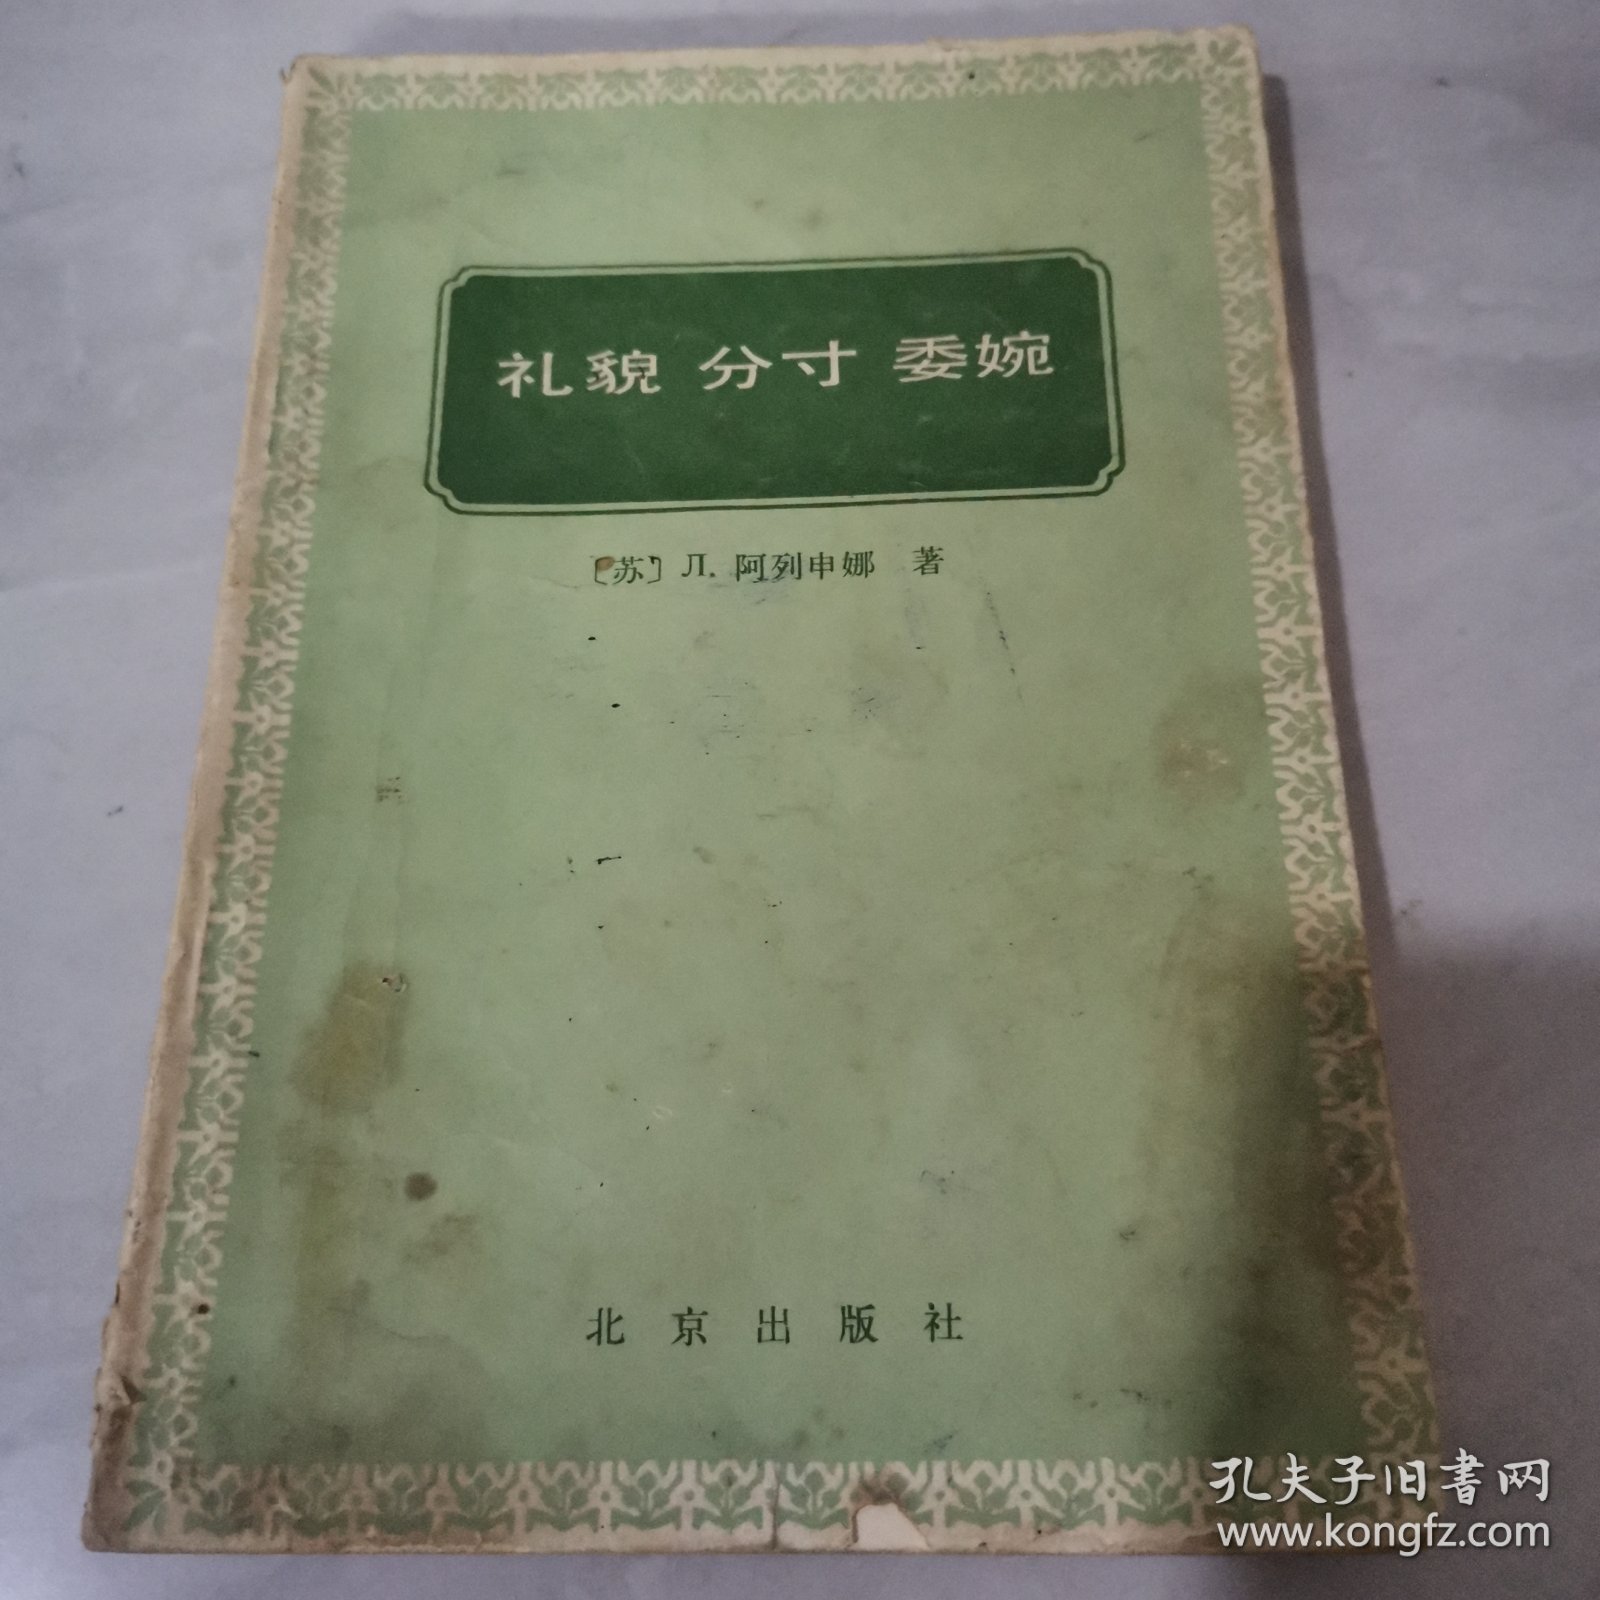 礼貌 分寸 委婉
〔苏〕Л. 阿列申娜 著
北京出版社
孔夫子旧書网
www.kongfz.com